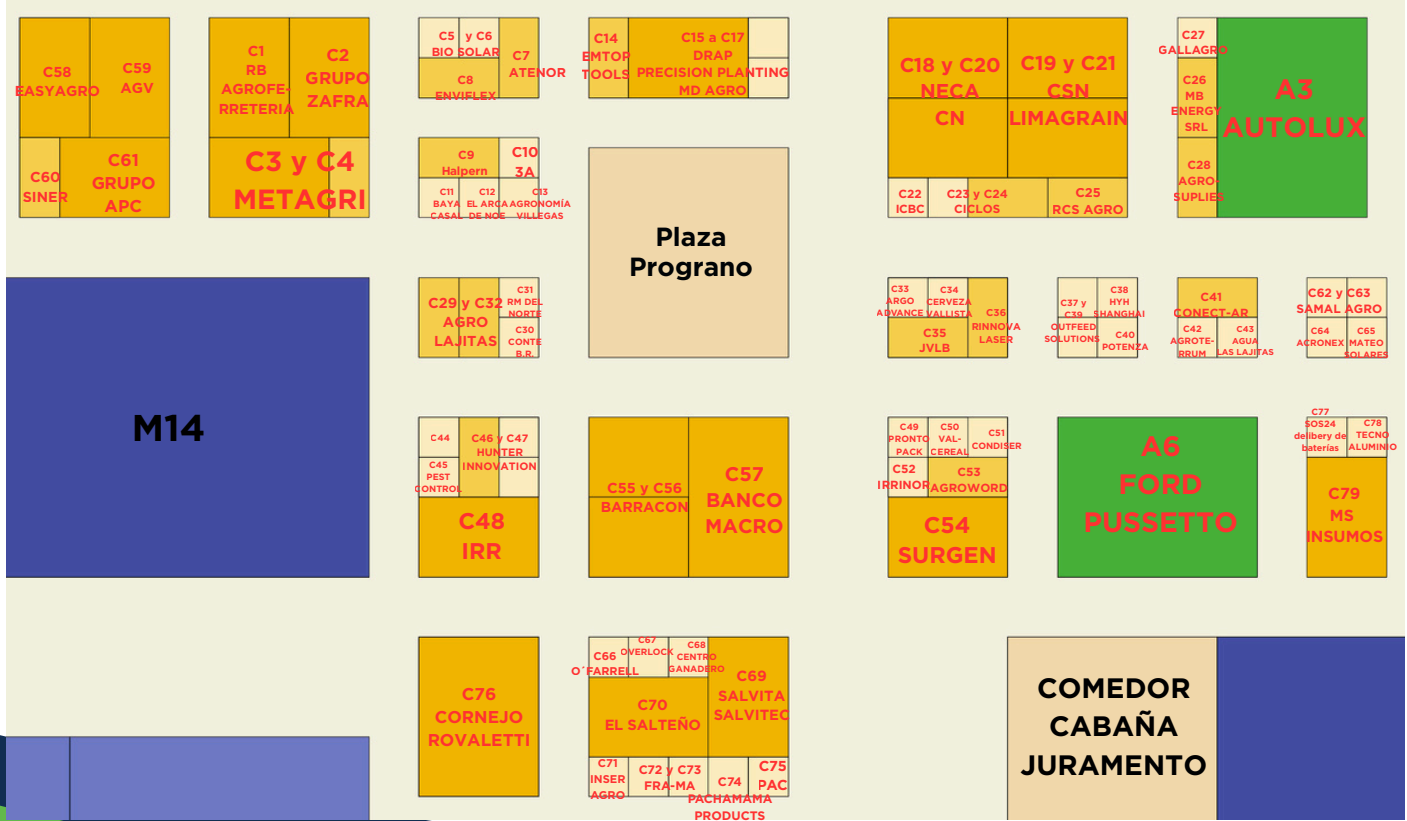 C58
EASYAGRO
C59
AGV
C60
SINER
C61
GRUPO
APC
C1
RB
AGROFE-
RRETERIA
C2
GRUPO
ZAFRA
C3 y C4
METAGRI
C5 y C6
BIO SOLAR
C7
ATENOR
C8
ENVIFLEX
C9
Halpern
C10
3A
C11
BAYA
CASAL
C12
EL ARCA
DE NOE
C13
AGRONOMÍA
VILLEGAS
C14
EMTOP
TOOLS
C15 a C17
DRAP
PRECISION PLANTING
MD AGRO
Plaza
Prograno
C18 y C20
NECA
CN
C19 y C21
CSN
LIMAGRAIN
C22
ICBC
C23 y C24
CICLOS
C25
RCS AGRO
C27
GALLAGRO
C26
MB
ENERGY
SRL
C28
AGRO-
SUPLIES
A3
AUTOLUX
M14
C29 y C32
AGRO
LAJITAS
C31
RM DEL
NORTE
C30
CONTE
B.R.
C33
ARGO
ADVANCE
C34
CERVEZA
VALLISTA
C35
JVLB
C36
RINNOVA
LASER
C37 y
C39
OUTFEED
SOLUTIONS
C38
HYH
SHANGHAI
C40
POTENZA
C41
CONECT-AR
C42
AGROTE-
RRUM
C43
AGUA
LAS LAJITAS
C62 y C63
SAMAL AGRO
C64
ACRONEX
C65
MATEO
SOLARES
C44
C45
PEST
CONTROL
C46 y C47
HUNTER
INNOVATION
C48
IRR
C55 y C56
BARRACON
C57
BANCO
MACRO
C49
PRONTO
PACK
C50
VAL-
CEREAL
C51
CONDISER
C52
IRRINOR
C53
AGROWORD
C54
SURGEN
A6
FORD
PUSSETTO
C77
SOS24
delibery de
baterías
C78
TECNO
ALUMINIO
C79
MS
INSUMOS
C76
CORNEJO
ROVALETTI
C66
O´FARRELL
C67
OVERLOCK
C68
CENTRO
GANADERO
C69
SALVITA
SALVITEC
C70
EL SALTEÑO
C71
INSER
AGRO
C72 y C73
FRA-MA
C74
PACHAMAMA
PRODUCTS
C75
PAC
COMEDOR
CABAÑA
JURAMENTO